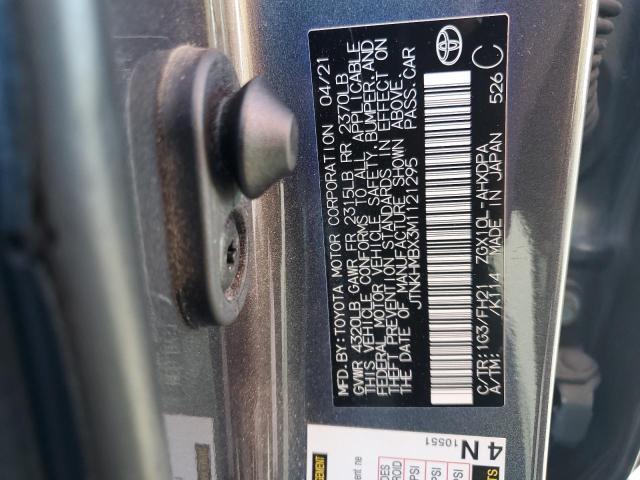 MFD.BY:TOYOTA MOTOR CORPORATION 04/21
GVWR 4320LB GAWR FR 2315LB RR 2370LB
THIS VEHICLE CONFORMS TO ALL APPLICABLE
FEDERAL MOTOR VEHICLE SAFETY, BUMPER, AND
THEFT PREVENTION STANDARDS IN EFFECT ON
THE DATE OF MANUFACTURE SHOWN ABOVE.
JTNKHMBX3M1121295 PASS.CAR
C/TR:1G3/FH21 ZGX10L-AHXDPA
A/TM: /K114 MADE IN JAPAN 526 C
4 N
10551